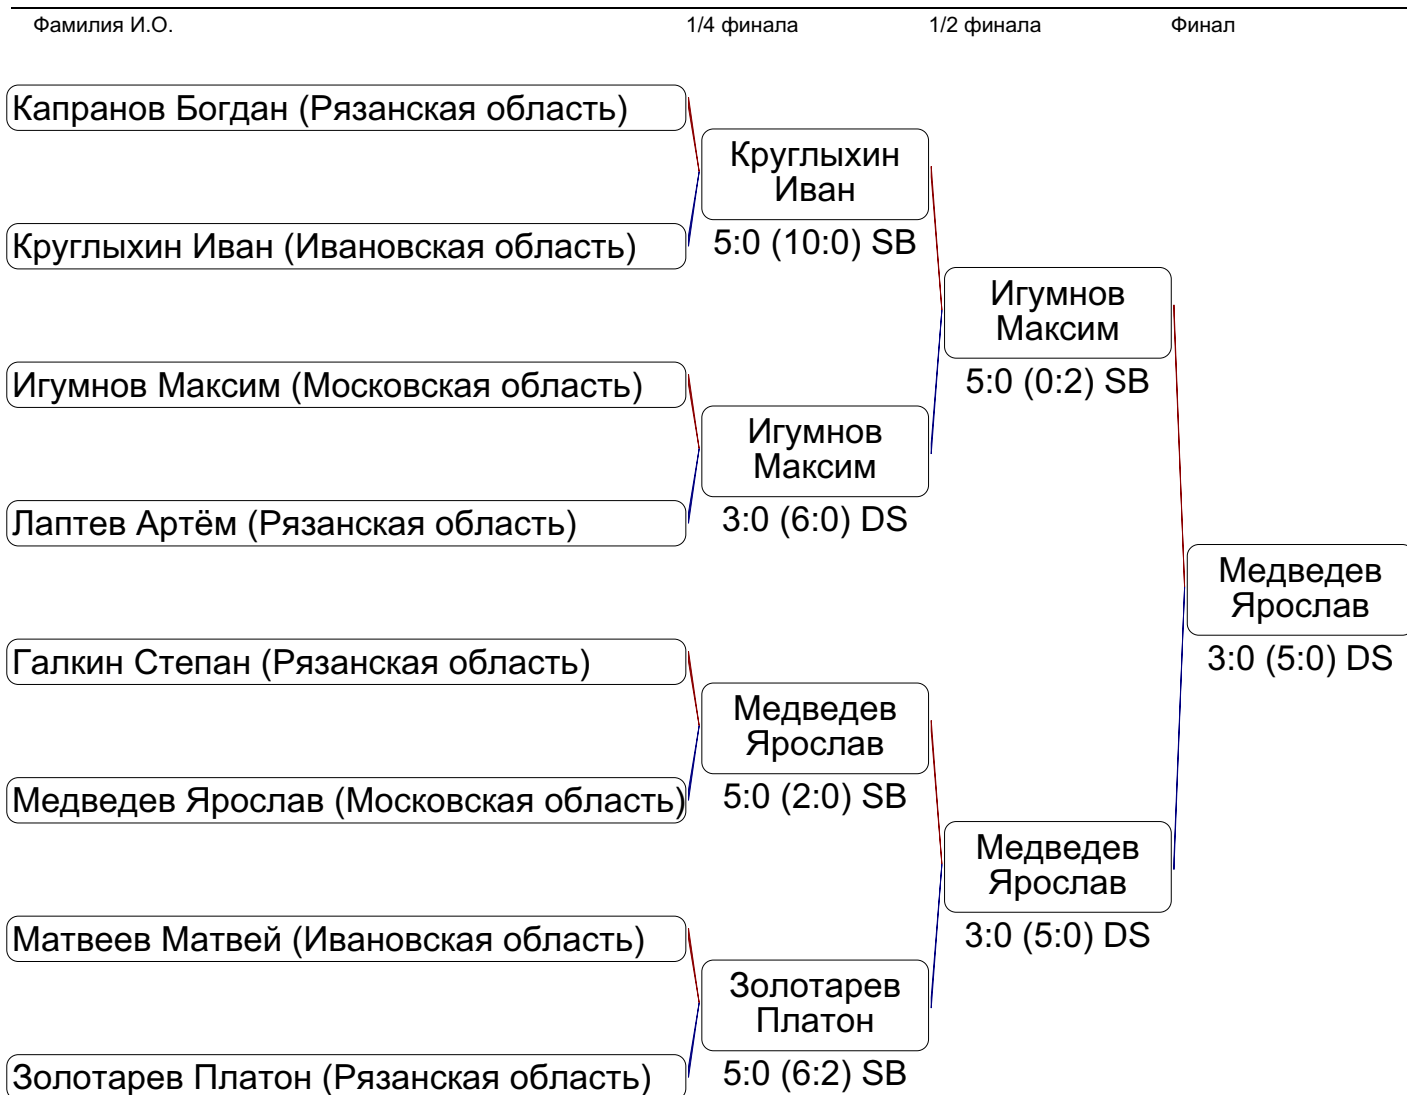 Фамилия И.О. 1/4 финала 1/2 финала Финал
Капранов Богдан (Рязанская область)
Круглыхин
Иван
5:0 (10:0) SB
Круглыхин Иван (Ивановская область)
Игумнов
Максим
5:0 (0:2) SB
Игумнов Максим (Московская область)
Игумнов
Максим
3:0 (6:0) DS
Лаптев Артём (Рязанская область)
Медведев
Ярослав
3:0 (5:0) DS
Галкин Степан (Рязанская область)
Медведев
Ярослав
5:0 (2:0) SB
Медведев Ярослав (Московская область)
Медведев
Ярослав
3:0 (5:0) DS
Матвеев Матвей (Ивановская область)
Золотарев
Платон
5:0 (6:2) SB
Золотарев Платон (Рязанская область)